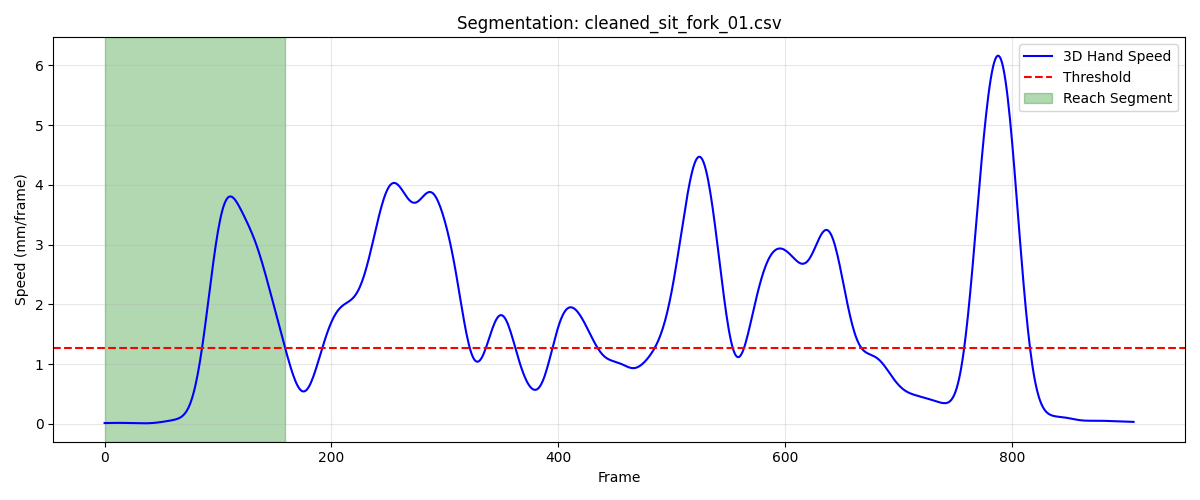 Segmentation: cleaned_sit_fork_01.csv
3D Hand Speed
Threshold
Reach Segment
Speed (mm/frame)
6
5
4
3
2
1
0
0 200 400 600 800
Frame